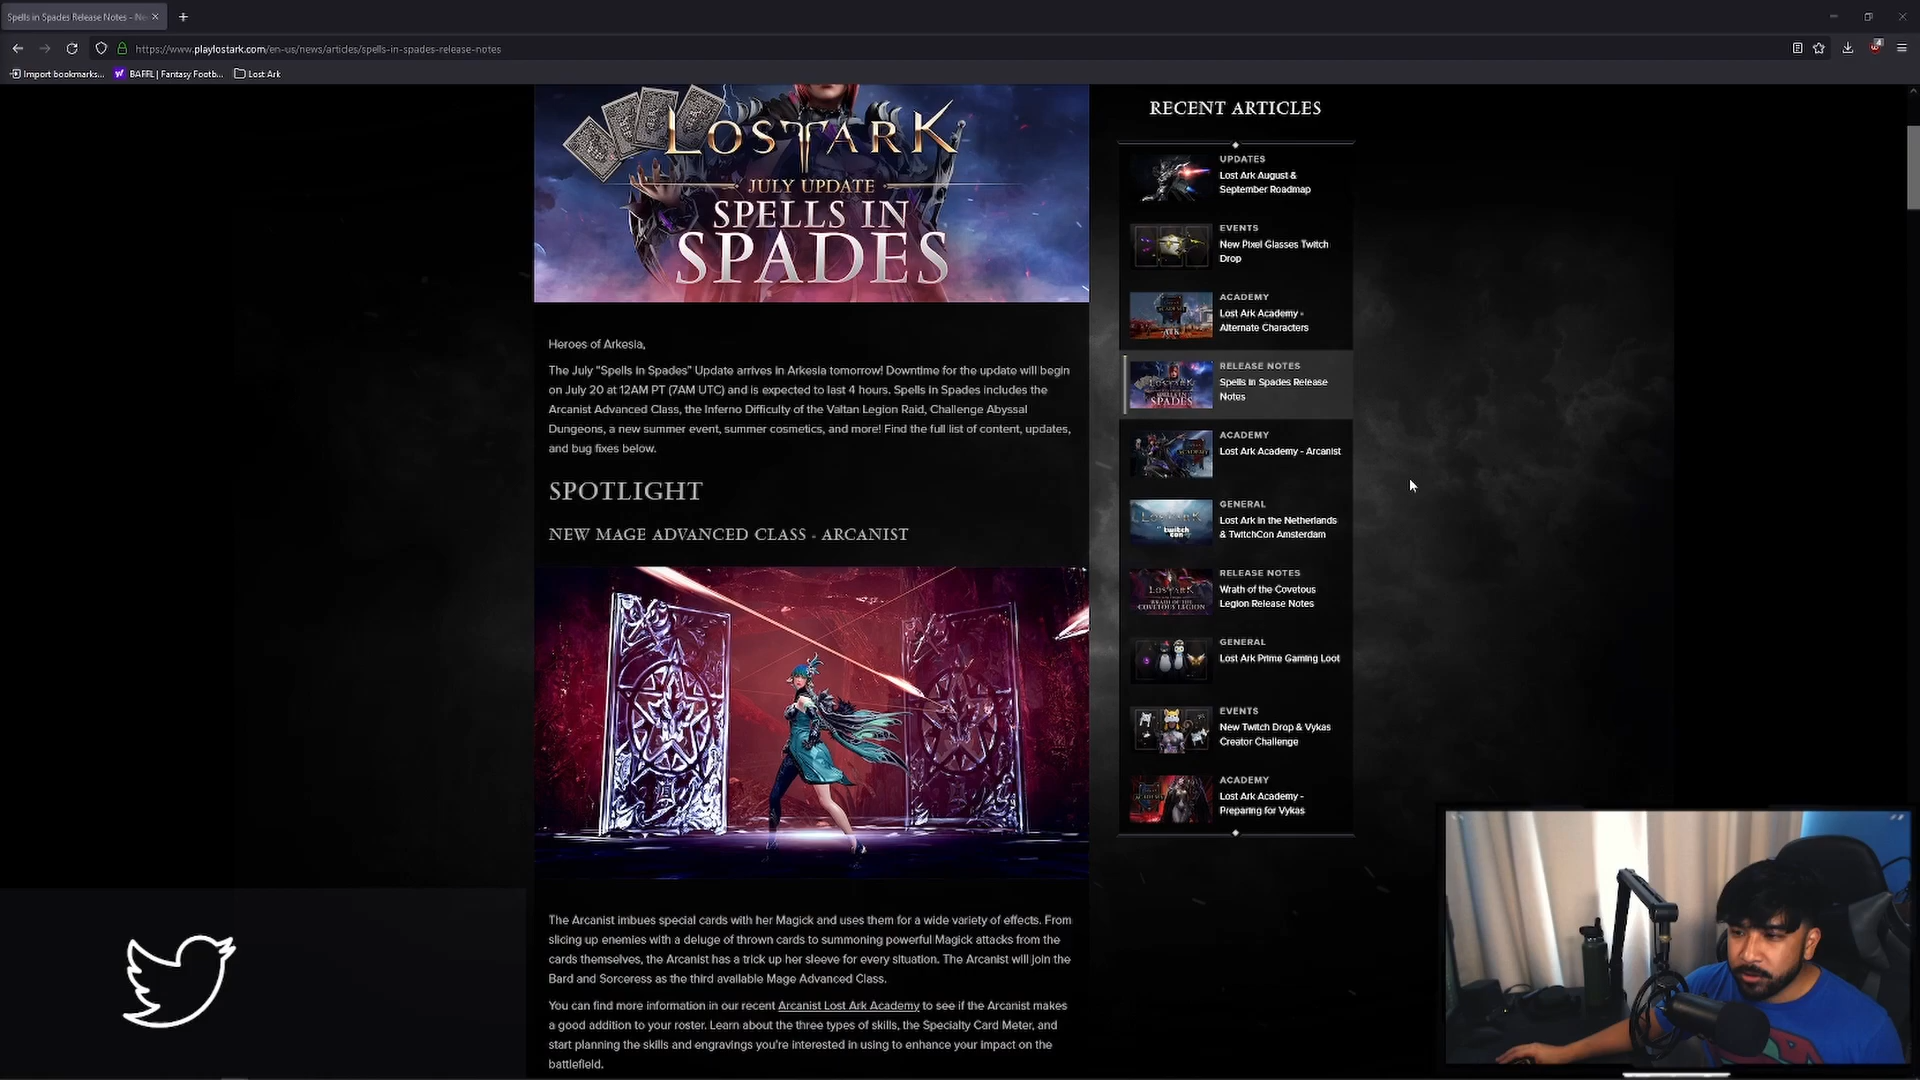 Spells in Spades Release Notes - Ne
https://www.playlostark.com/en-us/news/articles/spells-in-spades-release-notes
4
Import bookmarks...
BAFFL | Fantasy Footb...
Lost Ark
LOST ARK
JULY UPDATE
SPELLS IN
SPADES
Heroes of Arkesia,
The July "Spells in Spades" Update arrives in Arkesia tomorrow! Downtime for the update will begin
on July 20 at 12AM PT (7AM UTC) and is expected to last 4 hours. Spells in Spades includes the
Arcanist Advanced Class, the Inferno Difficulty of the Valtan Legion Raid, Challenge Abyssal
Dungeons, a new summer event, summer cosmetics, and more! Find the full list of content, updates,
and bug fixes below.
SPOTLIGHT
NEW MAGE ADVANCED CLASS - ARCANIST
The Arcanist imbues special cards with her Magick and uses them for a wide variety of effects. From
slicing up enemies with a deluge of thrown cards to summoning powerful Magick attacks from the
cards themselves, the Arcanist has a trick up her sleeve for every situation. The Arcanist will join the
Bard and Sorceress as the third available Mage Advanced Class.
You can find more information in our recent Arcanist Lost Ark Academy to see if the Arcanist makes
a good addition to your roster. Learn about the three types of skills, the Specialty Card Meter, and
start planning the skills and engravings you're interested in using to enhance your impact on the
battlefield.
RECENT ARTICLES
UPDATES
Lost Ark August &
September Roadmap
EVENTS
New Pixel Glasses Twitch
Drop
ACADEMY
Lost Ark Academy -
Alternate Characters
RELEASE NOTES
Spells in Spades Release
Notes
ACADEMY
Lost Ark Academy - Arcanist
GENERAL
Lost Ark in the Netherlands
& TwitchCon Amsterdam
RELEASE NOTES
Wrath of the Covetous
Legion Release Notes
GENERAL
Lost Ark Prime Gaming Loot
EVENTS
New Twitch Drop & Vykas
Creator Challenge
ACADEMY
Lost Ark Academy -
Preparing for Vykas